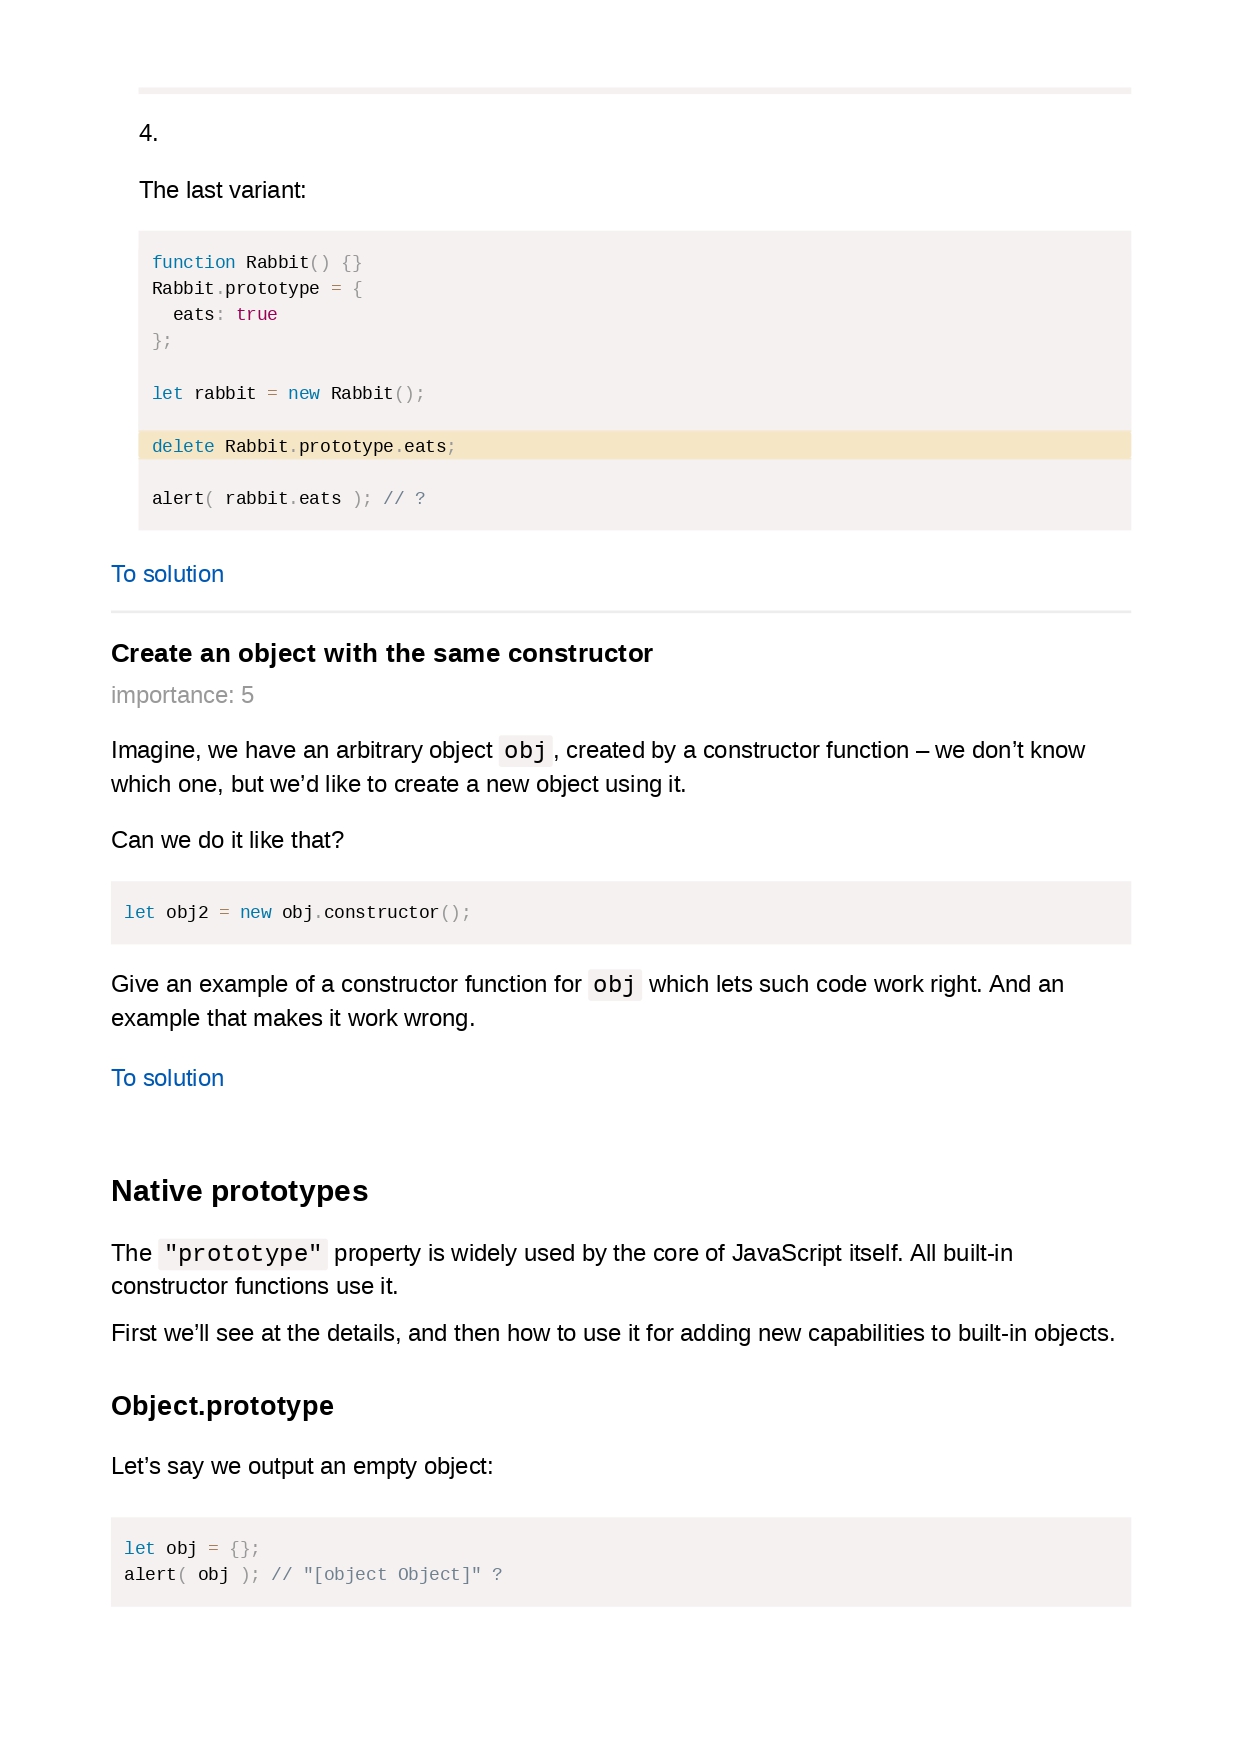 4.
The last variant:
function Rabbit() {}
Rabbit.prototype = {
  eats: true
};
let rabbit = new Rabbit();
delete Rabbit.prototype.eats;
alert( rabbit.eats ); // ?
To solution
Create an object with the same constructor
importance: 5
Imagine, we have an arbitrary object obj, created by a constructor function – we don’t know
which one, but we’d like to create a new object using it.
Can we do it like that?
let obj2 = new obj.constructor();
Give an example of a constructor function for obj which lets such code work right. And an
example that makes it work wrong.
To solution
Native prototypes
The "prototype" property is widely used by the core of JavaScript itself. All built-in
constructor functions use it.
First we’ll see at the details, and then how to use it for adding new capabilities to built-in objects.
Object.prototype
Let’s say we output an empty object:
let obj = {};
alert( obj ); // "[object Object]" ?